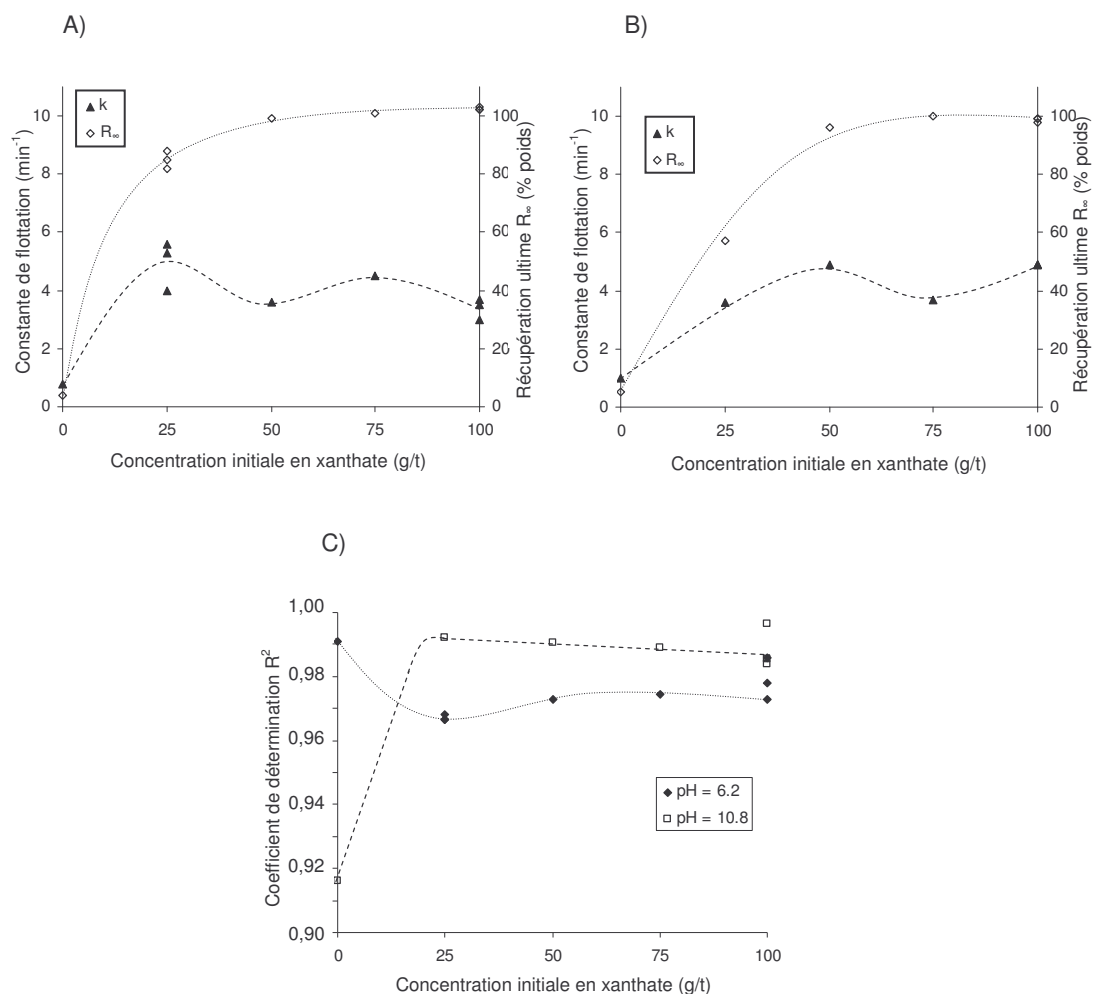 A)
k
R∞
Constante de flottation (min⁻¹)
10
8
6
4
2
0
100
80
60
40
20
0
Récupération ultime R∞ (% poids)
0 25 50 75 100
Concentration initiale en xanthate (g/t)
B)
k
R∞
Constante de flottation (min⁻¹)
10
8
6
4
2
0
100
80
60
40
20
0
Récupération ultime R∞ (% poids)
0 25 50 75 100
Concentration initiale en xanthate (g/t)
C)
Coefficient de détermination R²
1,00
0,98
0,96
0,94
0,92
0,90
pH = 6.2
pH = 10.8
0 25 50 75 100
Concentration initiale en xanthate (g/t)